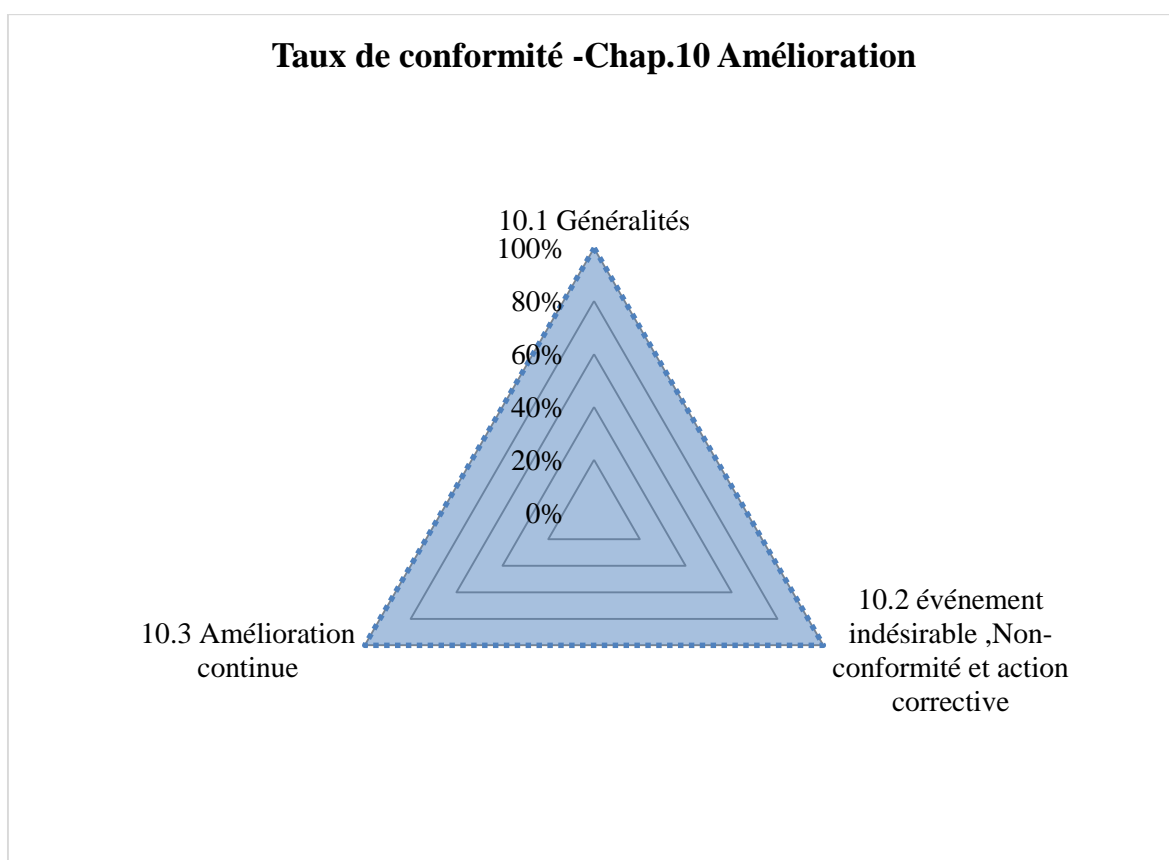 Taux de conformité -Chap.10 Amélioration
10.1 Généralités
100%
80%
60%
40%
20%
0%
10.2 événement
indésirable ,Non-
conformité et action
corrective
10.3 Amélioration
continue